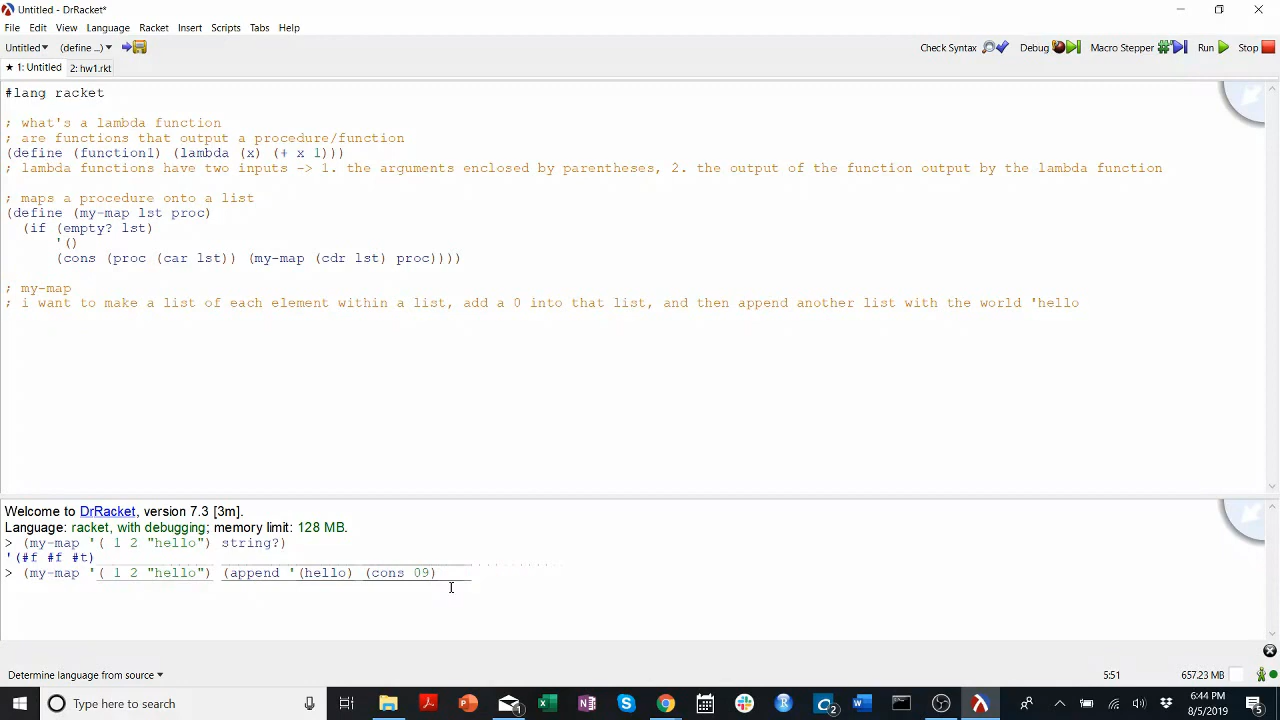 Untitled - DrRacket*
File Edit View Language Racket Insert Scripts Tabs Help
Untitled▾ (define ...)▾ Check Syntax Debug Macro Stepper Run Stop
★ 1: Untitled 2: hw1.rkt
#lang racket
; what's a lambda function
; are functions that output a procedure/function
(define (function1) (lambda (x) (+ x 1)))
; lambda functions have two inputs -> 1. the arguments enclosed by parentheses, 2. the output of the function output by the lambda function
; maps a procedure onto a list
(define (my-map lst proc)
(if (empty? lst)
'()
(cons (proc (car lst)) (my-map (cdr lst) proc))))
; my-map
; i want to make a list of each element within a list, add a 0 into that list, and then append another list with the world 'hello
Welcome to DrRacket, version 7.3 [3m].
Language: racket, with debugging; memory limit: 128 MB.
> (my-map '( 1 2 "hello") string?)
'(#f #f #t)
> (my-map '( 1 2 "hello") (append '(hello) (cons 09)
Determine language from source▾ 5:51 657.23 MB
Type here to search 6:44 PM
8/5/2019